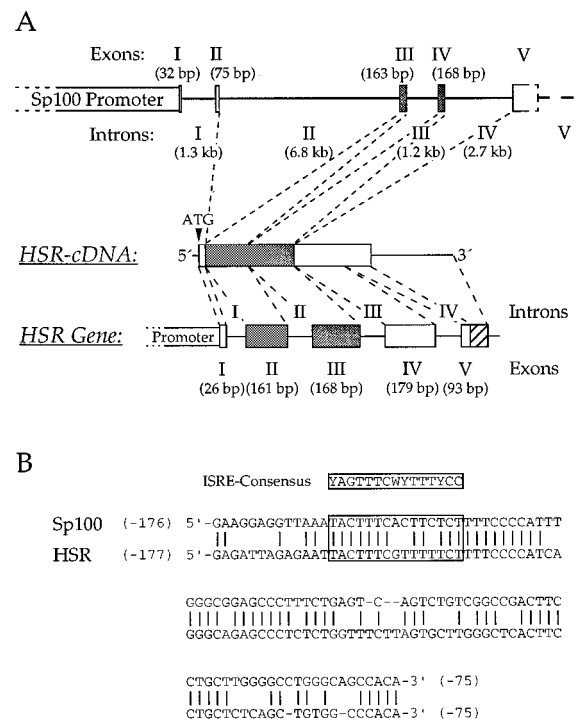 A
Exons: I II III IV V
(32 bp) (75 bp) (163 bp) (168 bp)
Sp100 Promoter
Introns: I II III IV V
(1.3 kb) (6.8 kb) (1.2 kb) (2.7 kb)
ATG
HSR-cDNA: 5´ 3´
I II III IV Introns
HSR Gene: Promoter
I II III IV V Exons
(26 bp) (161 bp) (168 bp) (179 bp) (93 bp)
B
ISRE-Consensus YAGTTTCWYTTTYCC
Sp100 (-176) 5'-GAAGGAGGTTAAATACTTTCACTTCTCTTTTCCCCATTT
HSR (-177) 5'-GAGATTAGAGAATTACTTTCGTTTTTCTTTTCCCCATCA
GGGCGGAGCCCTTTCTGAGT-C--AGTCTGTCGGCCGACTTC
GGGCAGAGCCCTCTCTGGTTTCTTAGTGCTTGGGCTCACTTC
CTGCTTGGGGCCTGGGCAGCCACA-3' (-75)
CTGCTCTCAGC-TGTGG-CCCACA-3' (-75)